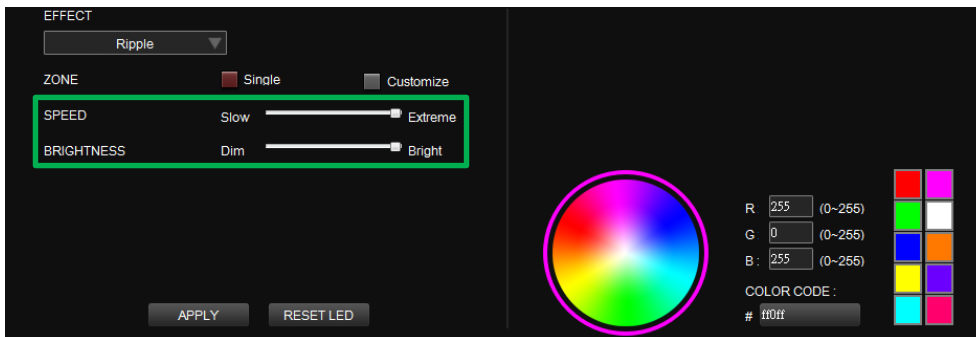 EFFECT
Ripple
ZONE Single Customize
SPEED Slow Extreme
BRIGHTNESS Dim Bright
APPLY RESET LED
R 255 (0~255)
G 0 (0~255)
B : 255 (0~255)
COLOR CODE :
# ff0ff